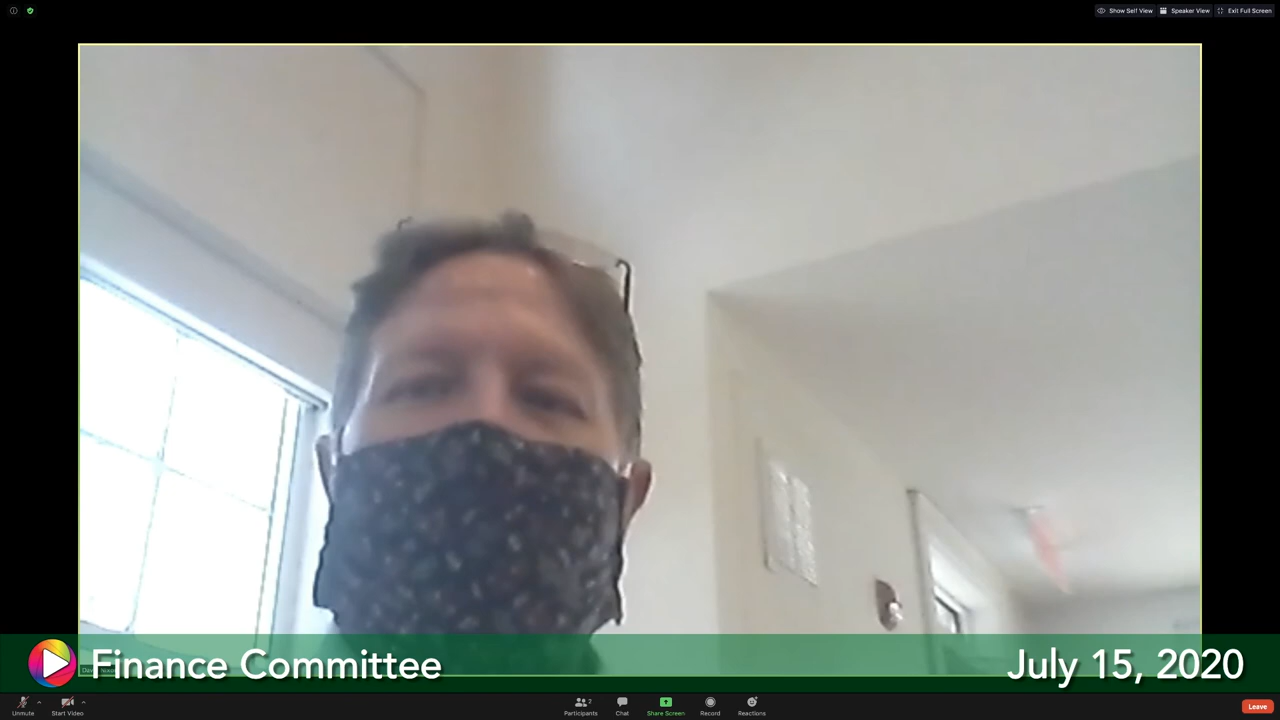 Show Self View
Speaker View
Exit Full Screen
Finance Committee
July 15, 2020
Unmute
Start Video
Participants
2
Chat
Share Screen
Record
Reactions
Leave